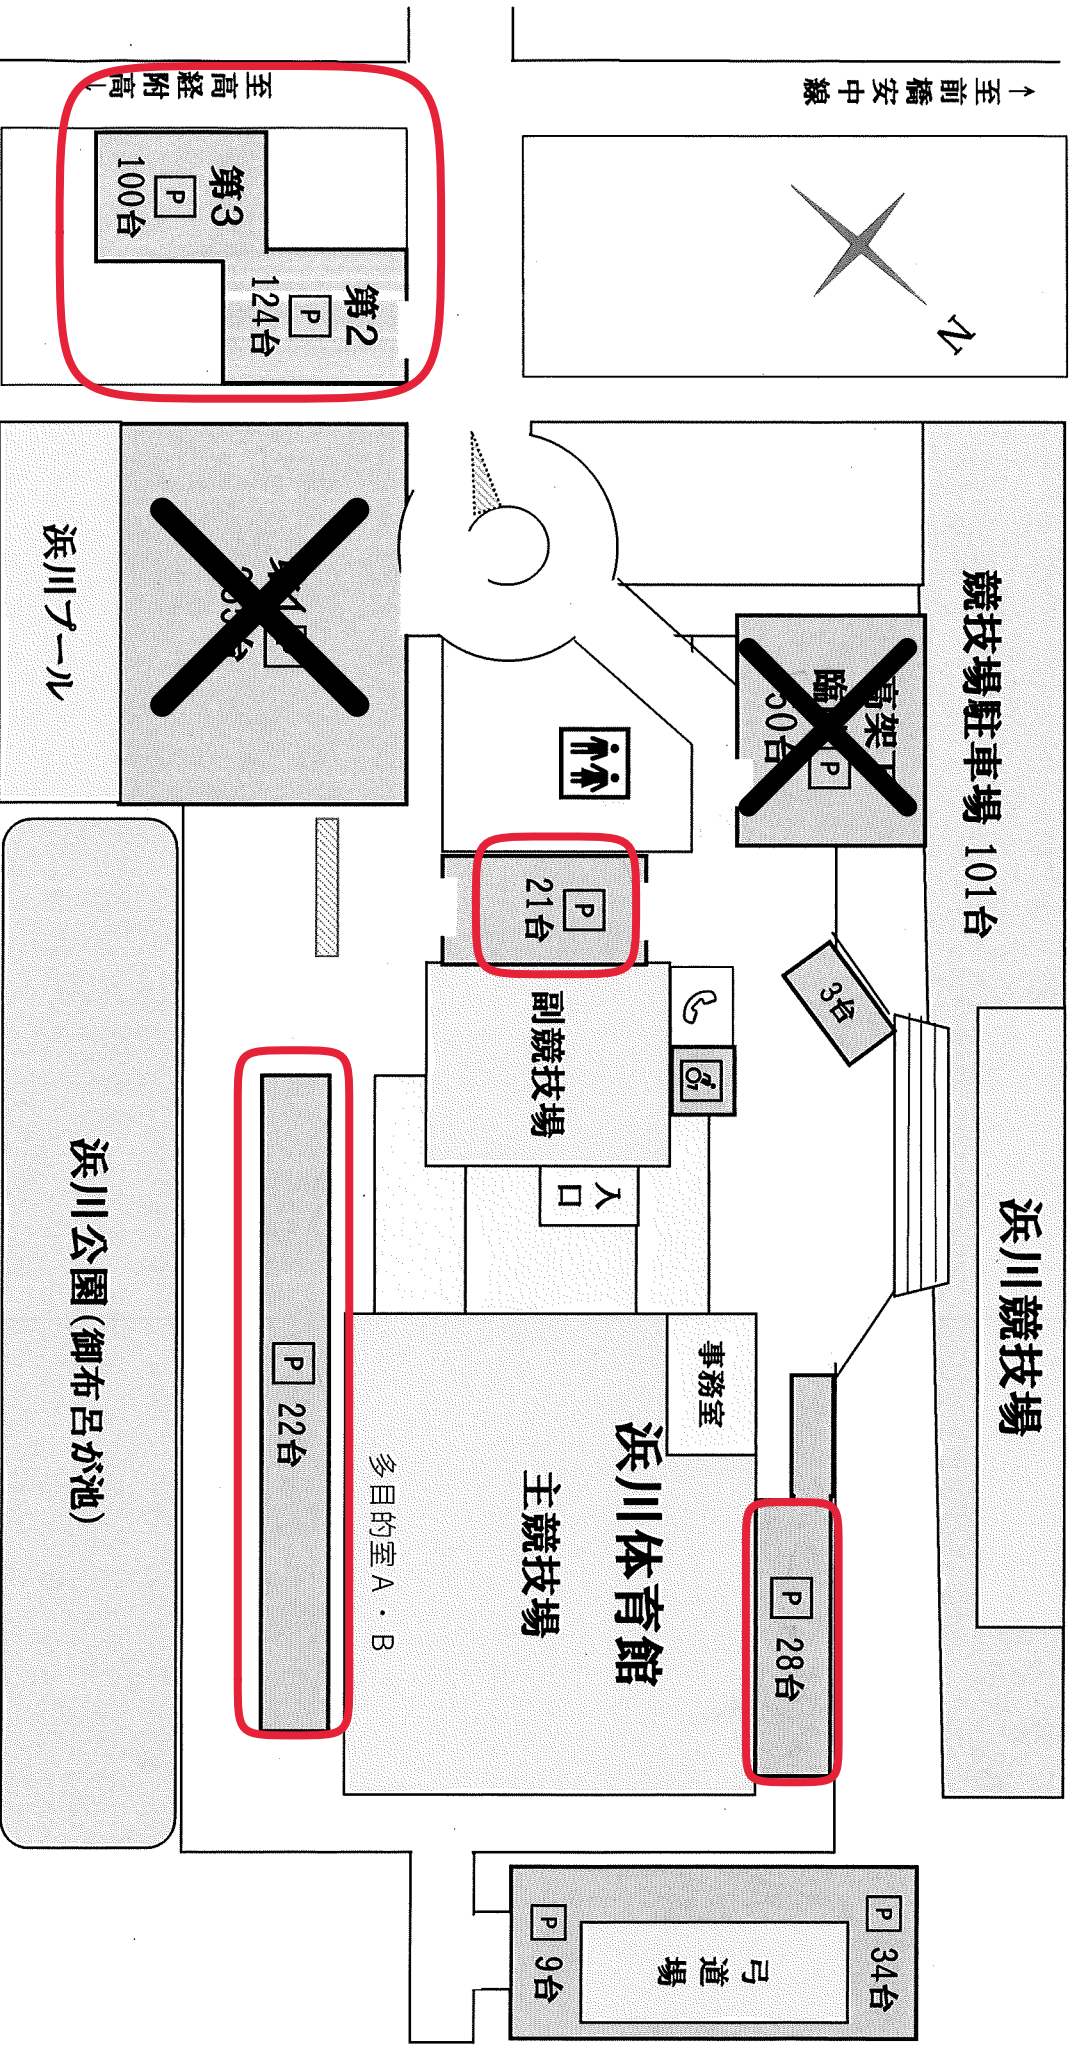 ↑至前橋安中線
至高経附高↓
第3
P
100台
第2
P
124台
N
競技場駐車場 101台
浜川プール
P
50台
P
21台
3台
副競技場
入口
浜川競技場
事務室
浜川体育館
主競技場
多目的室A・B
P 22台
P 28台
浜川公園(御布呂が池)
P 34台
弓道場
P 9台